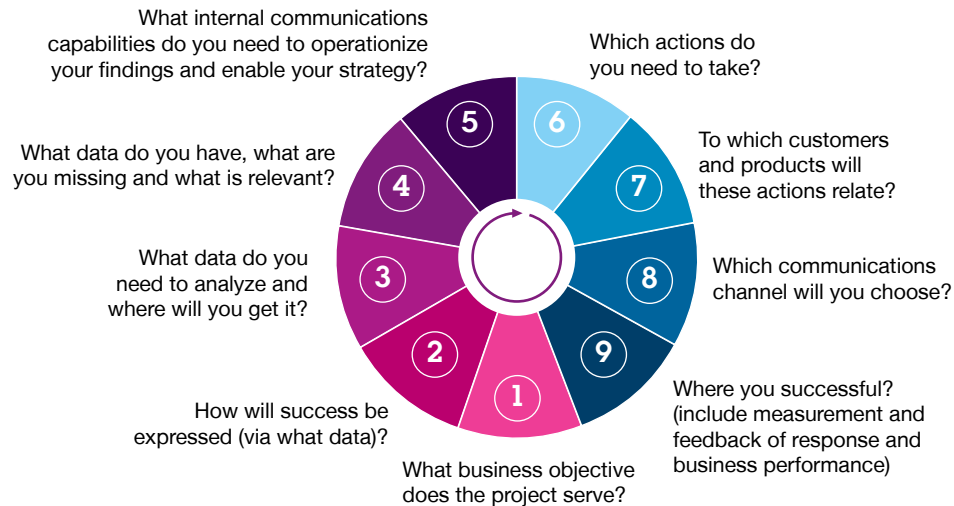 What internal communications
capabilities do you need to operationize
your findings and enable your strategy?
Which actions do
you need to take?
5
6
What data do you have, what are
you missing and what is relevant?
4
7
To which customers
and products will
these actions relate?
What data do you
need to analyze and
where will you get it?
3
8
Which communications
channel will you choose?
2
9
1
How will success be
expressed (via what data)?
Where you successful?
(include measurement and
feedback of response and
business performance)
What business objective
does the project serve?